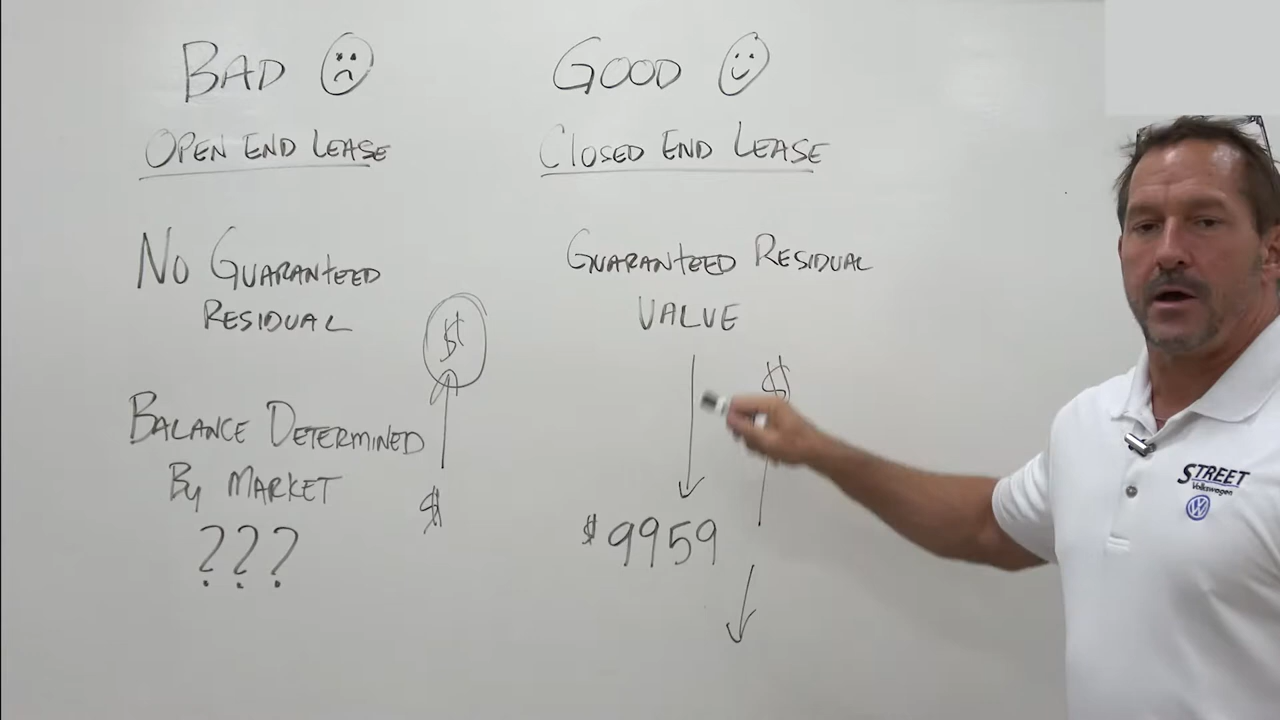 BAD
OPEN END LEASE
NO GUARANTEED
RESIDUAL
$
BALANCE DETERMINED
By MARKET
$
???
GOOD
CLOSED END LEASE
GUARANTEED RESIDUAL
VALUE
$
$9959
STREET
Volkswagen